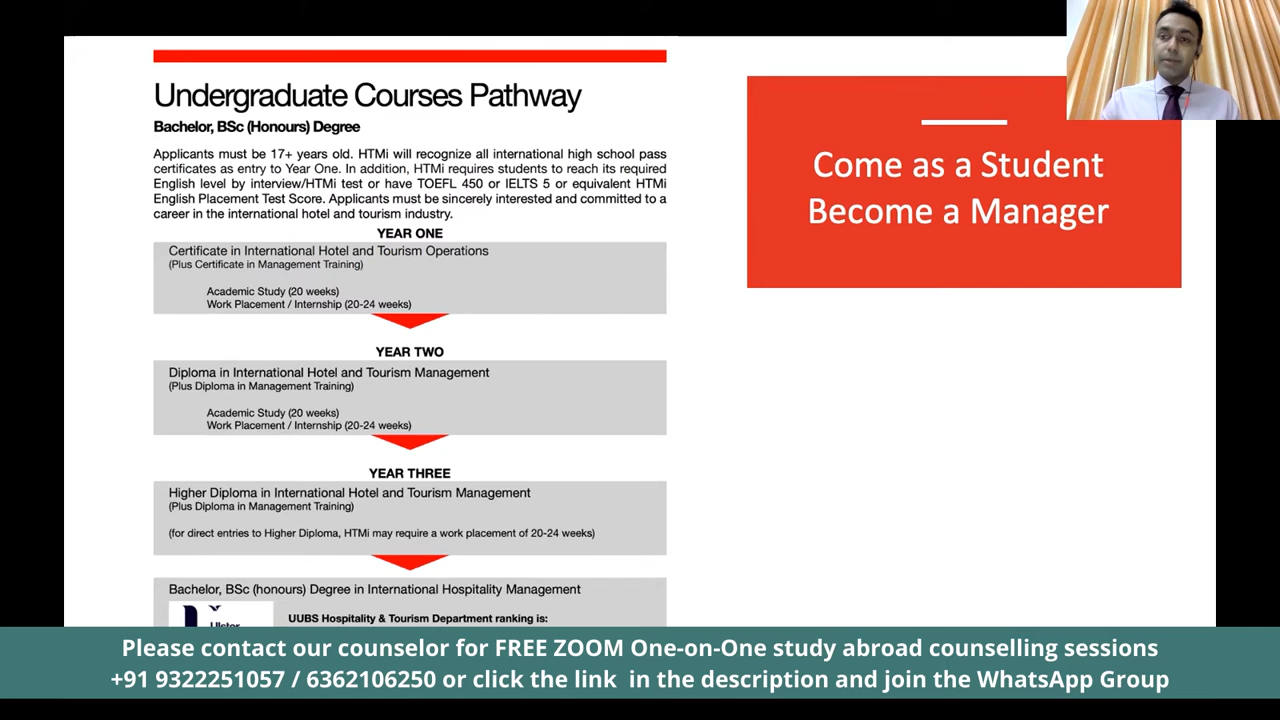 Undergraduate Courses Pathway
Bachelor, BSc (Honours) Degree
Applicants must be 17+ years old. HTMi will recognize all international high school pass
certificates as entry to Year One. In addition, HTMi requires students to reach its required
English level by interview/HTMi test or have TOEFL 450 or IELTS 5 or equivalent HTMi
English Placement Test Score. Applicants must be sincerely interested and committed to a
career in the international hotel and tourism industry.
YEAR ONE
Certificate in International Hotel and Tourism Operations
(Plus Certificate in Management Training)
Academic Study (20 weeks)
Work Placement / Internship (20-24 weeks)
YEAR TWO
Diploma in International Hotel and Tourism Management
(Plus Diploma in Management Training)
Academic Study (20 weeks)
Work Placement / Internship (20-24 weeks)
YEAR THREE
Higher Diploma in International Hotel and Tourism Management
(Plus Diploma in Management Training)
(for direct entries to Higher Diploma, HTMi may require a work placement of 20-24 weeks)
Bachelor, BSc (honours) Degree in International Hospitality Management
UUBS Hospitality & Tourism Department ranking is:
Come as a Student
Become a Manager
Please contact our counselor for FREE ZOOM One-on-One study abroad counselling sessions
+91 9322251057 / 6362106250 or click the link in the description and join the WhatsApp Group